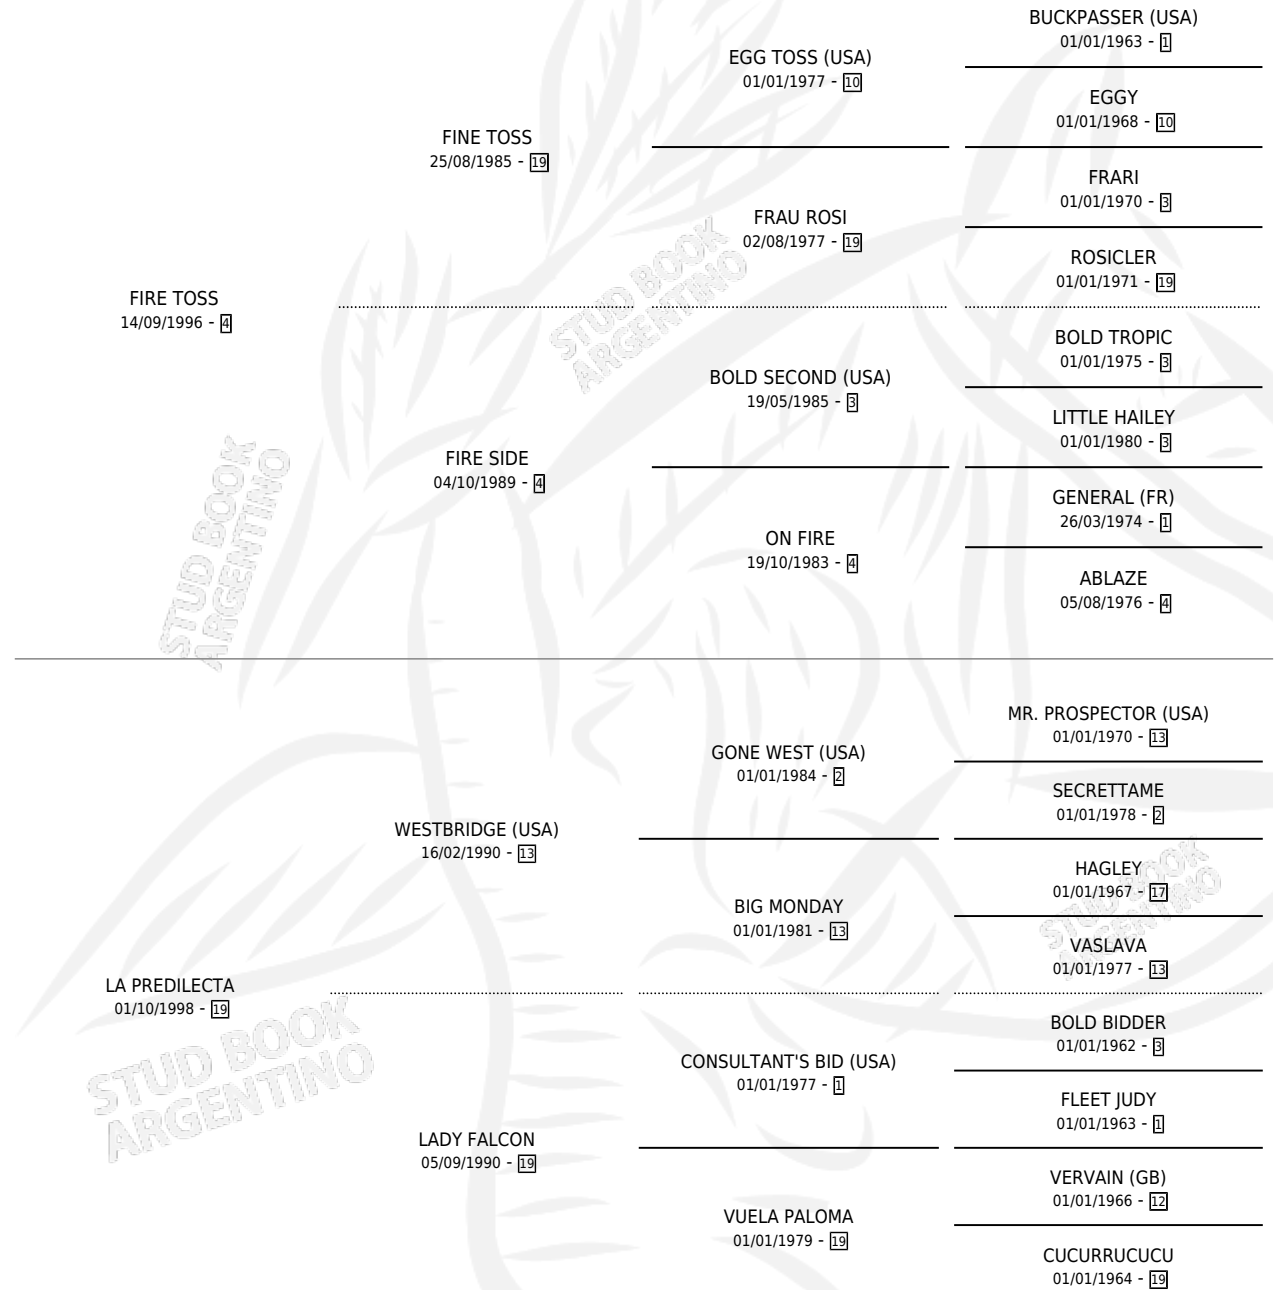 BUCKPASSER (USA)
01/01/1963 - 1
EGG TOSS (USA)
01/01/1977 - 10
EGGY
01/01/1968 - 10
FINE TOSS
25/08/1985 - 19
FRARI
01/01/1970 - 3
FRAU ROSI
02/08/1977 - 19
ROSICLER
01/01/1971 - 19
FIRE TOSS
14/09/1996 - 4
BOLD TROPIC
01/01/1975 - 3
BOLD SECOND (USA)
19/05/1985 - 3
LITTLE HAILEY
01/01/1980 - 3
FIRE SIDE
04/10/1989 - 4
GENERAL (FR)
26/03/1974 - 1
ON FIRE
19/10/1983 - 4
ABLAZE
05/08/1976 - 4
STUD BOOK
ARGENTINO
STUD BOOK
ARGENTINO
MR. PROSPECTOR (USA)
01/01/1970 - 13
GONE WEST (USA)
01/01/1984 - 2
SECRETTAME
01/01/1978 - 2
WESTBRIDGE (USA)
16/02/1990 - 13
HAGLEY
01/01/1967 - 17
BIG MONDAY
01/01/1981 - 13
VASLAVA
01/01/1977 - 13
STUD BOOK
ARGENTINO
LA PREDILECTA
01/10/1998 - 19
BOLD BIDDER
01/01/1962 - 3
CONSULTANT'S BID (USA)
01/01/1977 - 1
FLEET JUDY
01/01/1963 - 1
STUD BOOK
ARGENTINO
LADY FALCON
05/09/1990 - 19
VERVAIN (GB)
01/01/1966 - 12
VUELA PALOMA
01/01/1979 - 19
CUCURRUCUCU
01/01/1964 - 19